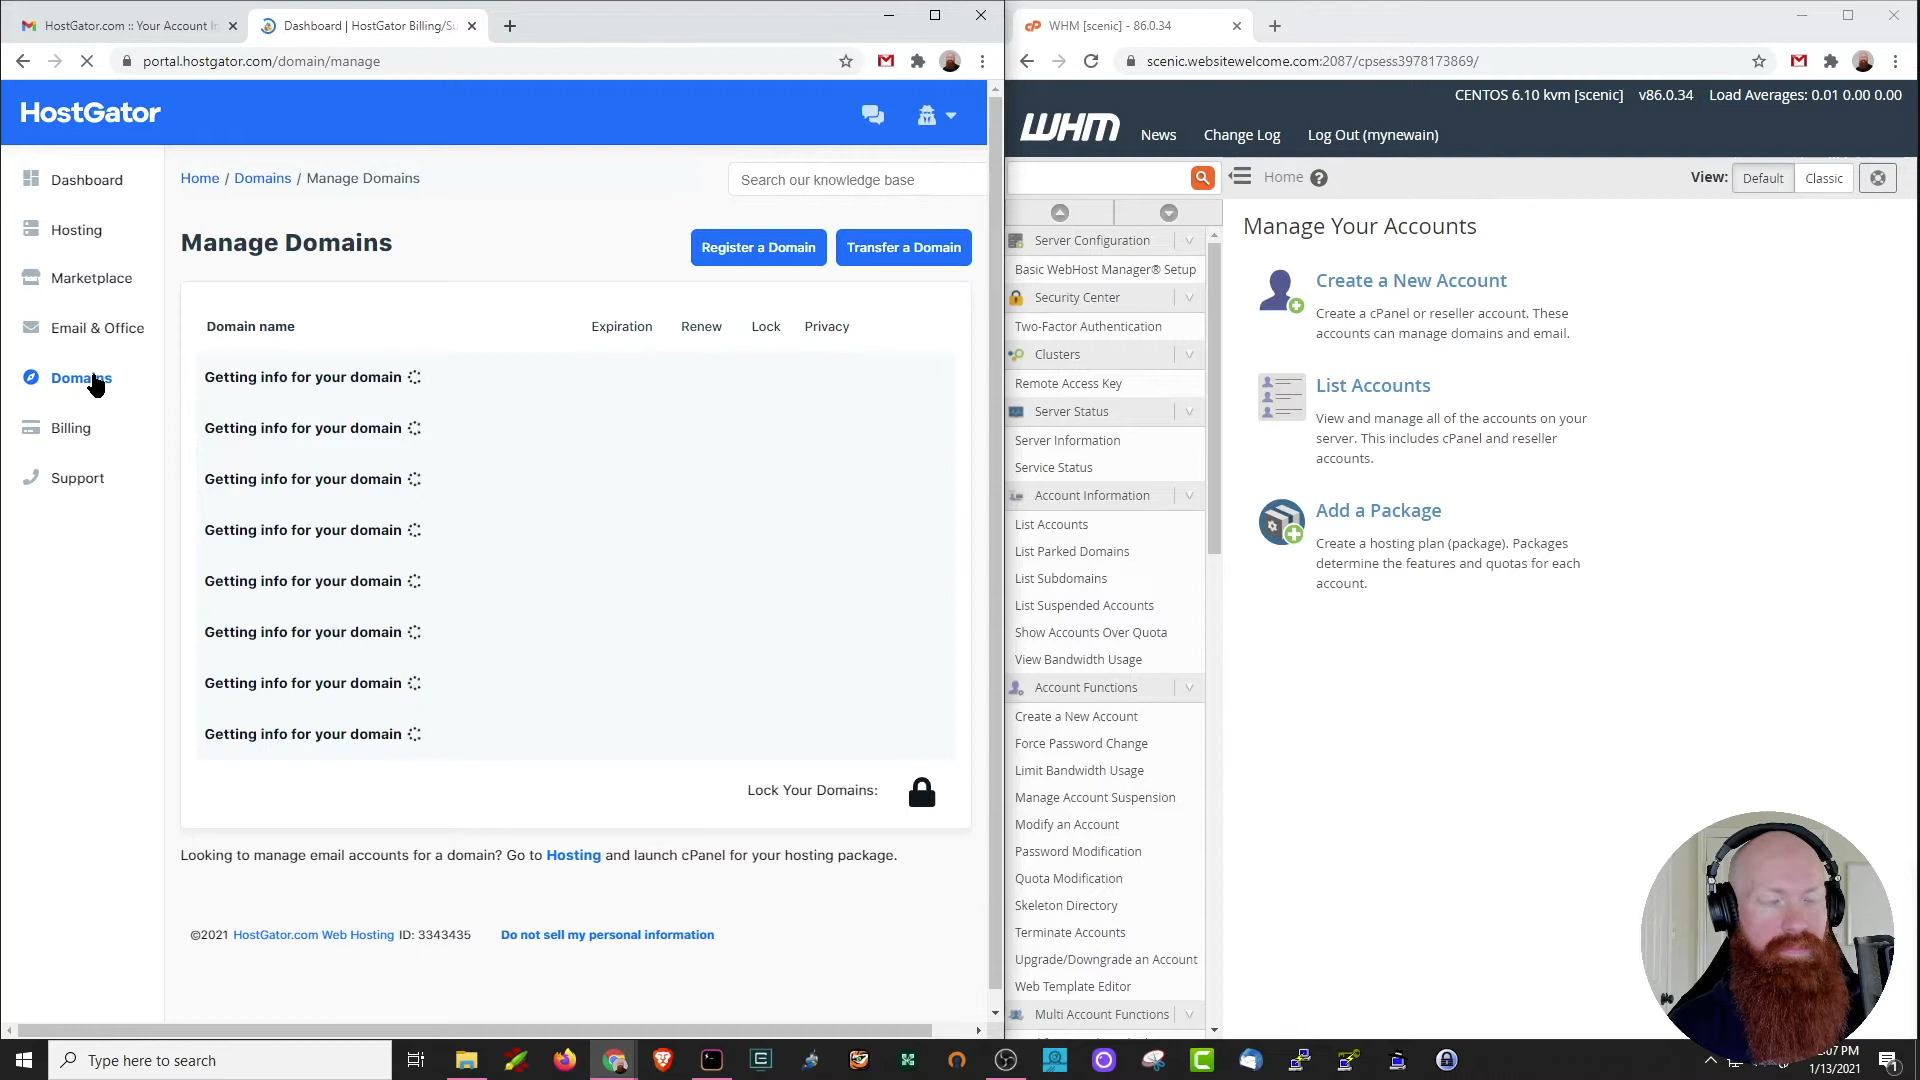 HostGator.com :: Your Account In
Dashboard | HostGator Billing/Su
portal.hostgator.com/domain/manage
HostGator
Dashboard
Hosting
Marketplace
Email & Office
Domains
Billing
Support
Home / Domains / Manage Domains
Search our knowledge base
Manage Domains
Register a Domain
Transfer a Domain
Domain name Expiration Renew Lock Privacy
Getting info for your domain
Getting info for your domain
Getting info for your domain
Getting info for your domain
Getting info for your domain
Getting info for your domain
Getting info for your domain
Getting info for your domain
Lock Your Domains:
Looking to manage email accounts for a domain? Go to Hosting and launch cPanel for your hosting package.
©2021 HostGator.com Web Hosting ID: 3343435 Do not sell my personal information
WHM [scenic] - 86.0.34
scenic.websitewelcome.com:2087/cpsess3978173869/
CENTOS 6.10 kvm [scenic] v86.0.34 Load Averages: 0.01 0.00 0.00
WHM News Change Log Log Out (mynewain)
Home
View: Default Classic
Server Configuration
Basic WebHost Manager® Setup
Security Center
Two-Factor Authentication
Clusters
Remote Access Key
Server Status
Server Information
Service Status
Account Information
List Accounts
List Parked Domains
List Subdomains
List Suspended Accounts
Show Accounts Over Quota
View Bandwidth Usage
Account Functions
Create a New Account
Force Password Change
Limit Bandwidth Usage
Manage Account Suspension
Modify an Account
Password Modification
Quota Modification
Skeleton Directory
Terminate Accounts
Upgrade/Downgrade an Account
Web Template Editor
Multi Account Functions
Manage Your Accounts
Create a New Account
Create a cPanel or reseller account. These
accounts can manage domains and email.
List Accounts
View and manage all of the accounts on your
server. This includes cPanel and reseller
accounts.
Add a Package
Create a hosting plan (package). Packages
determine the features and quotas for each
account.
Type here to search
:07 PM
1/13/2021
1